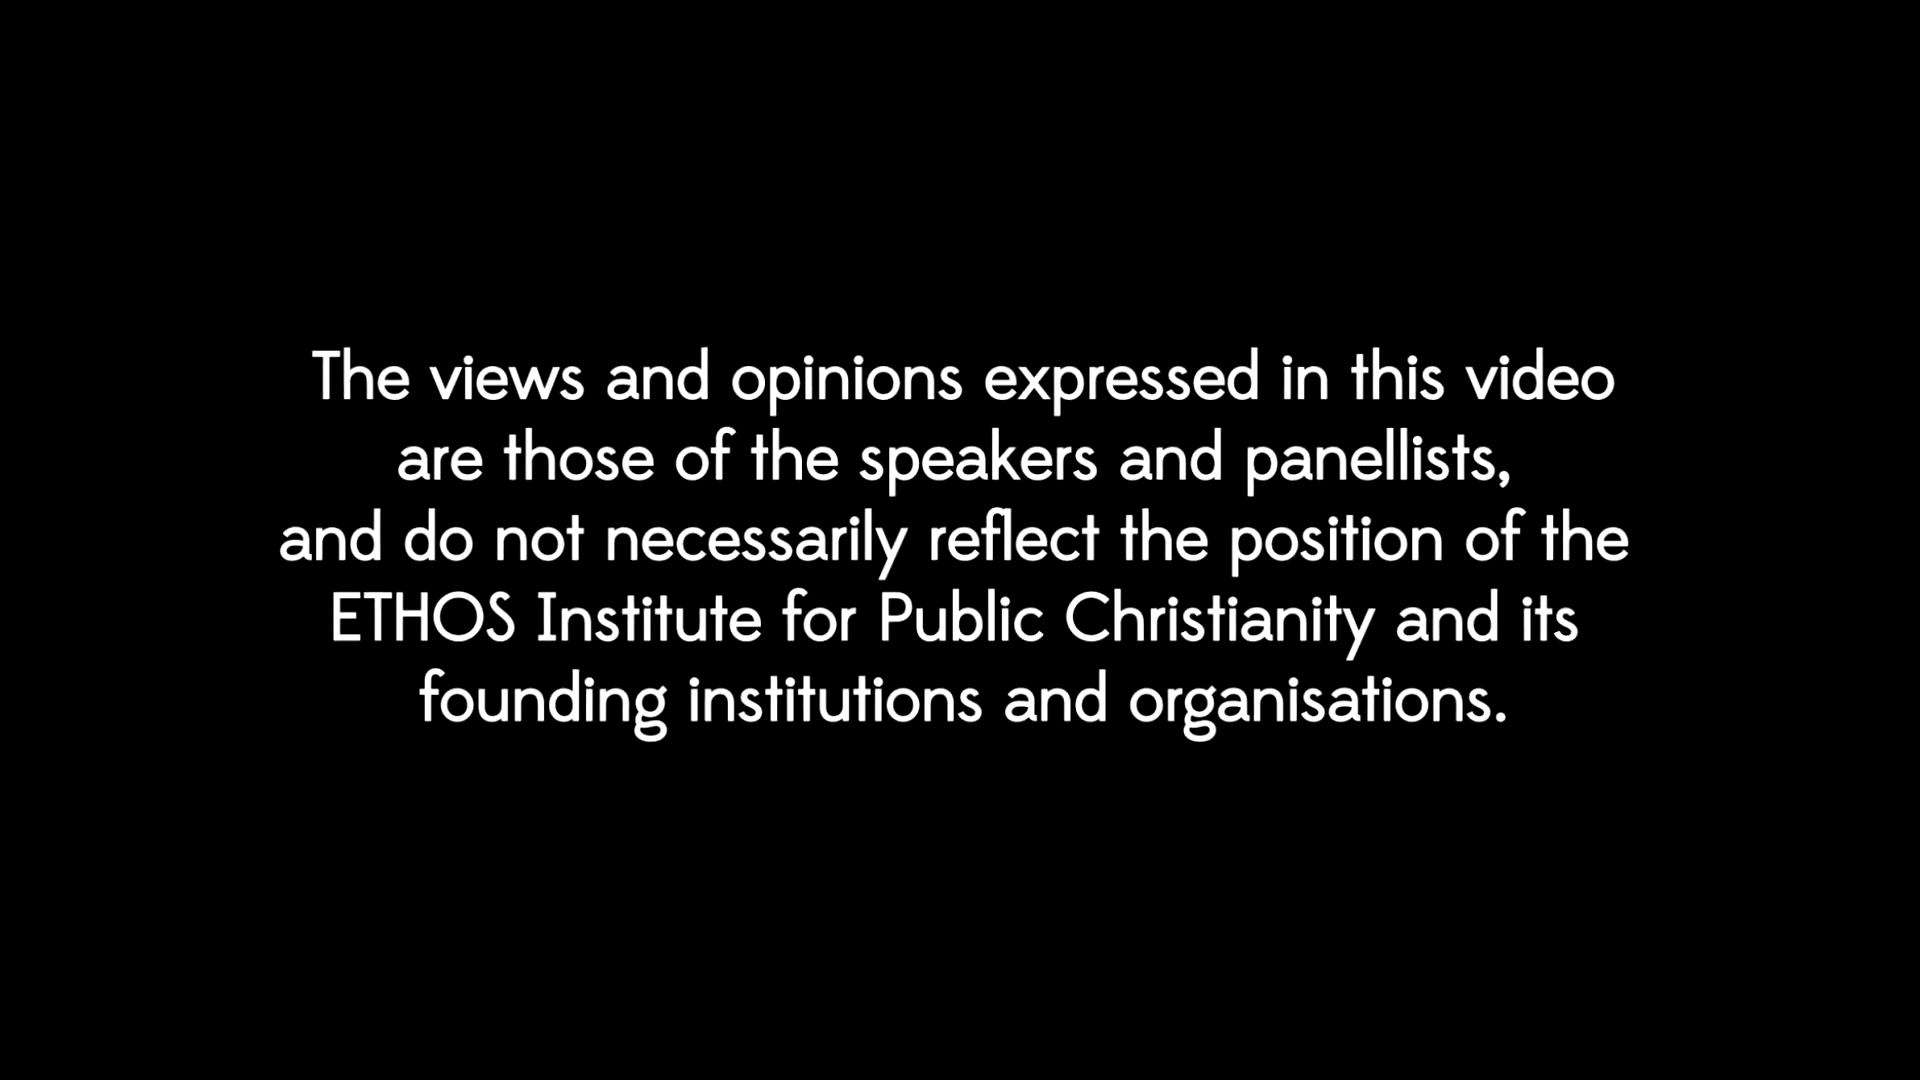 The views and opinions expressed in this video
are those of the speakers and panellists,
and do not necessarily reflect the position of the
ETHOS Institute for Public Christianity and its
founding institutions and organisations.